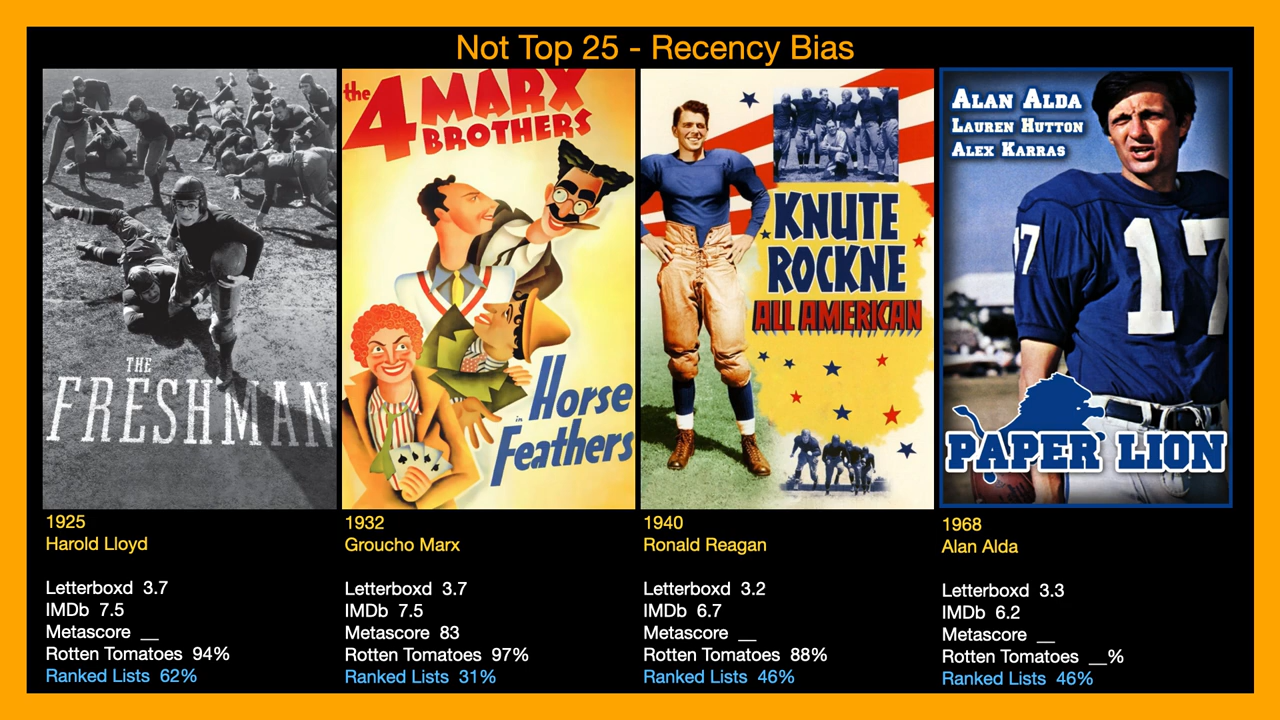 Not Top 25 - Recency Bias
THE
FRESHMAN
1925
Harold Lloyd
Letterboxd 3.7
IMDb 7.5
Metascore __
Rotten Tomatoes 94%
Ranked Lists 62%
the
4 MARX
BROTHERS
Horse
in
Feathers
1932
Groucho Marx
Letterboxd 3.7
IMDb 7.5
Metascore 83
Rotten Tomatoes 97%
Ranked Lists 31%
KNUTE
ROCKNE
ALL AMERICAN
1940
Ronald Reagan
Letterboxd 3.2
IMDb 6.7
Metascore __
Rotten Tomatoes 88%
Ranked Lists 46%
ALAN ALDA
LAUREN HUTTON
ALEX KARRAS
17
17
PAPER LION
1968
Alan Alda
Letterboxd 3.3
IMDb 6.2
Metascore __
Rotten Tomatoes __%
Ranked Lists 46%